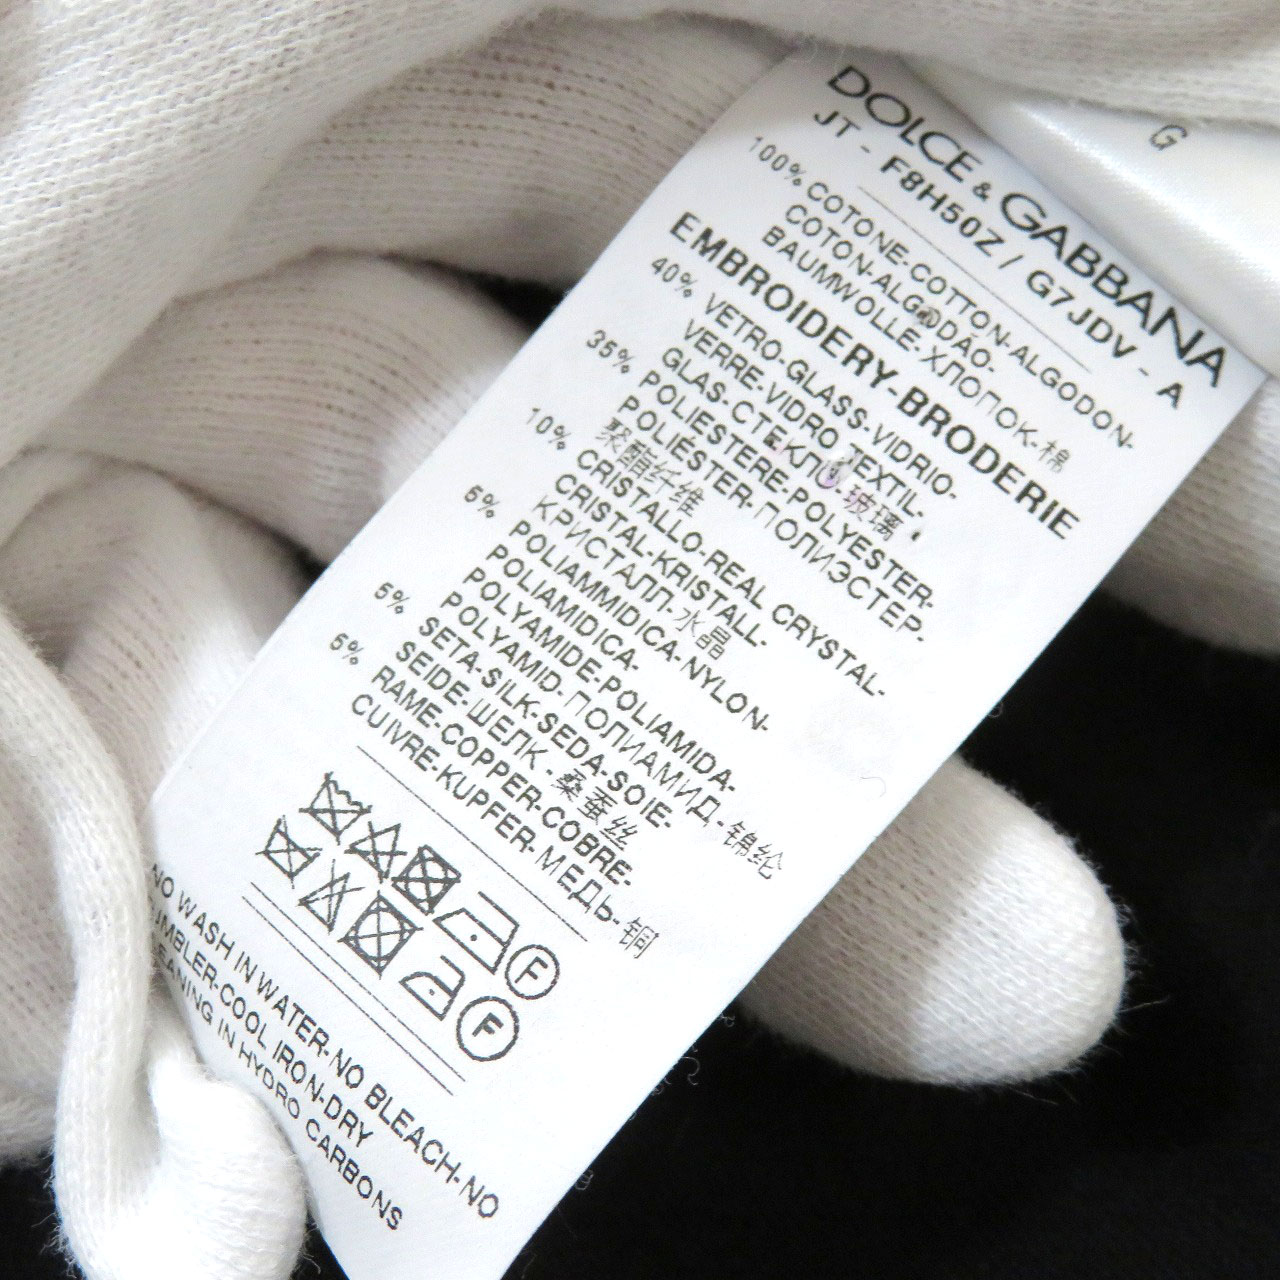 DOLCE & GABBANA
JT - F8H50Z / G7JDV - A
100% COTONE-COTTON-ALGODON-
COTON-ALGODÃO-
BAUMWOLLE-ХЛОПОК-棉
EMBROIDERY-BRODERIE
40% VETRO-GLASS-VIDRIO-
VERRE-VIDRO TEXTIL-
GLAS-СТЕКЛО-玻璃
35% POLIESTERE-POLYESTER-
POLIÉSTER-ПОЛИЭСТЕР-
聚酯纤维
10% CRISTALLO-REAL CRYSTAL-
CRISTAL-KRISTALL-
КРИСТАЛЛ-水晶
5% POLIAMMIDICA-NYLON-
POLIAMIDICA-
POLYAMIDE-POLIAMIDA-
POLYAMID-ПОЛИАМИД-锦纶
5% SETA-SILK-SEDA-SOIE-
SEIDE-ШЕЛК-桑蚕丝
5% RAME-COPPER-COBRE-
CUIVRE-KUPFER-МЕДЬ-铜
F
F
NO WASH IN WATER-NO BLEACH-NO
TUMBLER-COOL IRON-DRY
CLEANING IN HYDRO CARBONS
G